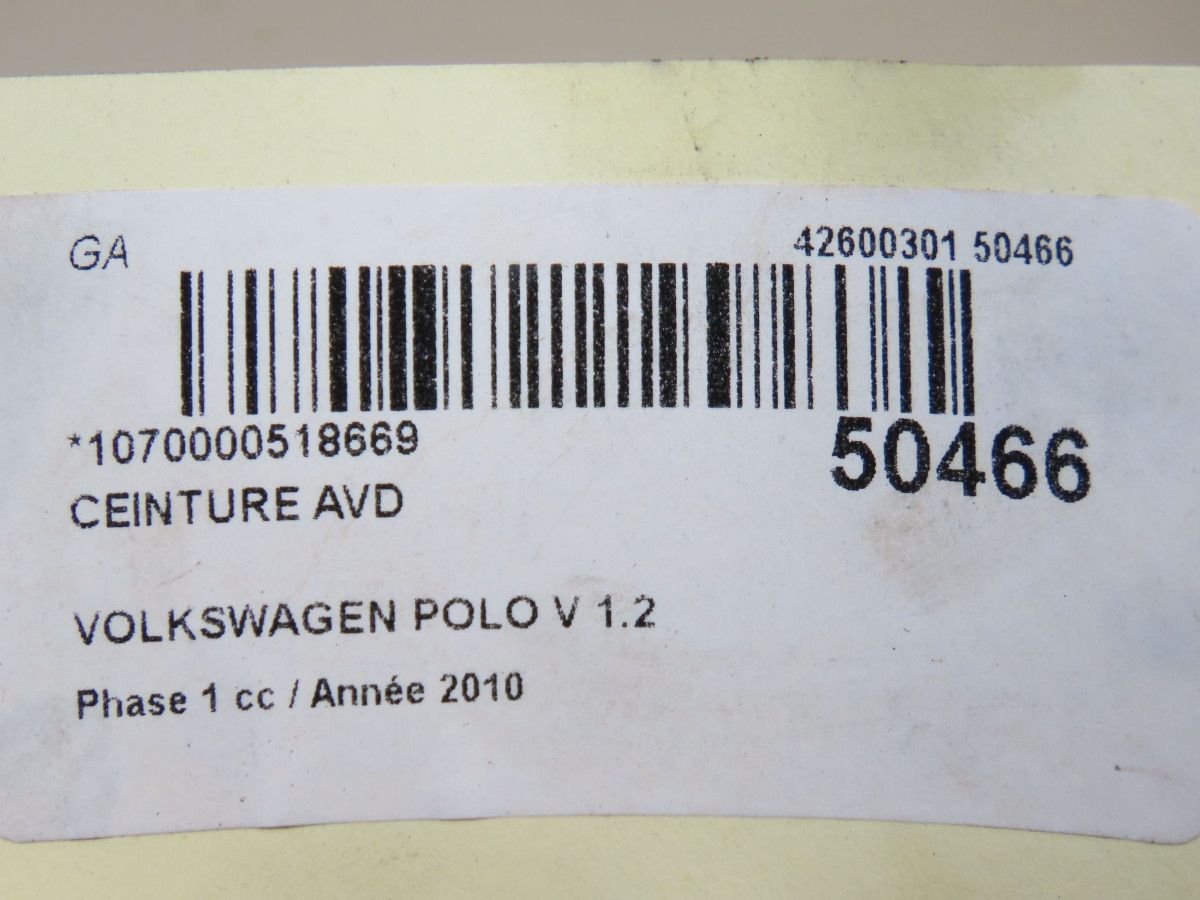 GA
42600301 50466
*1070000518669
50466
CEINTURE AVD
VOLKSWAGEN POLO V 1.2
Phase 1 cc / Année 2010